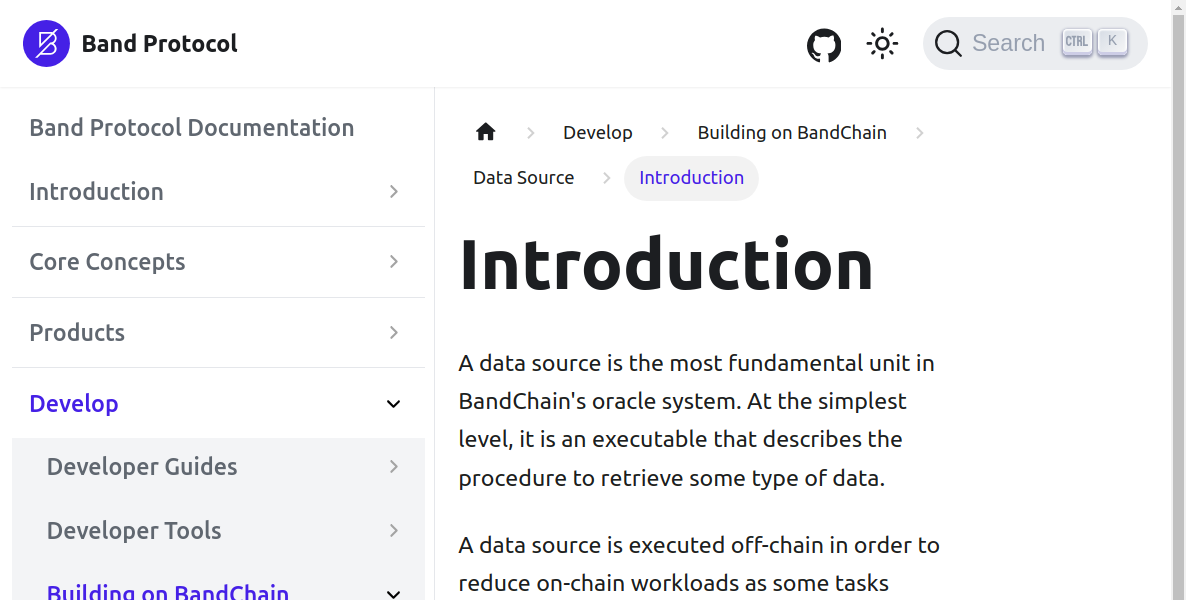 Band Protocol
Search CTRL K
Band Protocol Documentation
Introduction
Core Concepts
Products
Develop
Developer Guides
Developer Tools
Building on BandChain
Develop
Building on BandChain
Data Source
Introduction
Introduction
A data source is the most fundamental unit in
BandChain's oracle system. At the simplest
level, it is an executable that describes the
procedure to retrieve some type of data.
A data source is executed off-chain in order to
reduce on-chain workloads as some tasks